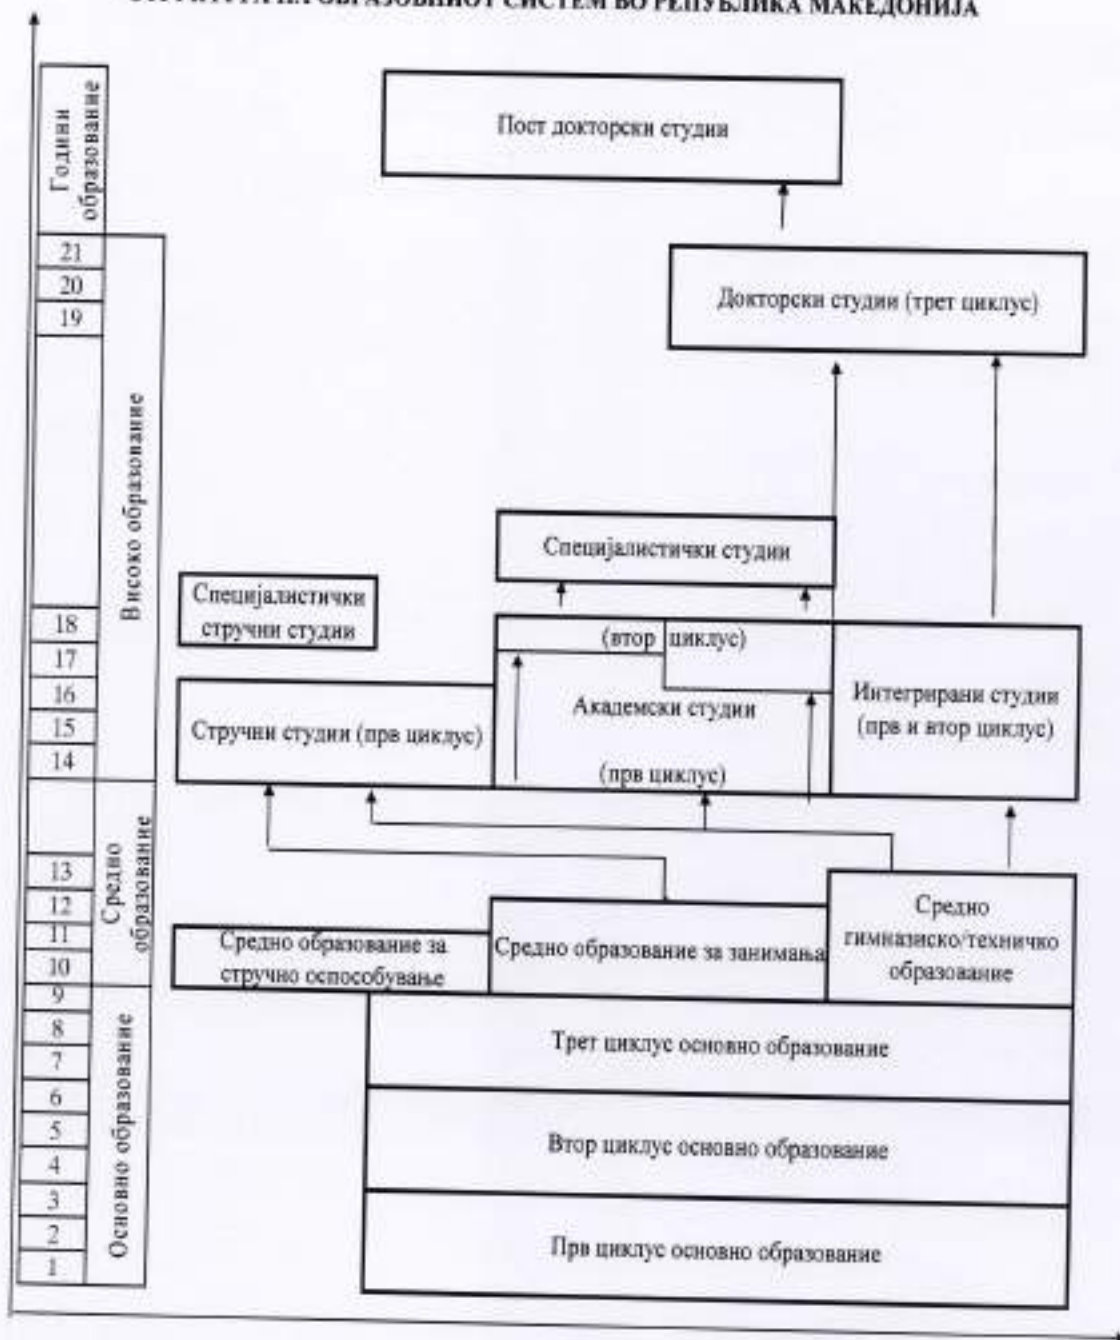 ОБРАЗОВНИОТ СИСТЕМ ВО РЕПУБЛИКА МАКЕДОНИЈА
Години
образование
Пост докторски студии
21
20
19
Докторски студии (трет циклус)
Високо образование
Специјалистички студии
Специјалистички
стручни студии
18
17
16
15
14
(втор циклус)
Академски студии
(прв циклус)
Стручни студии (прв циклус)
Интегрирани студии
(прв и втор циклус)
Средно
образование
13
12
11
10
Средно образование за
стручно оспособување
Средно образование за занимања
Средно
гимназиско/техничко
образование
Основно образование
9
8
7
6
5
4
3
2
1
Трет циклус основно образование
Втор циклус основно образование
Прв циклус основно образование